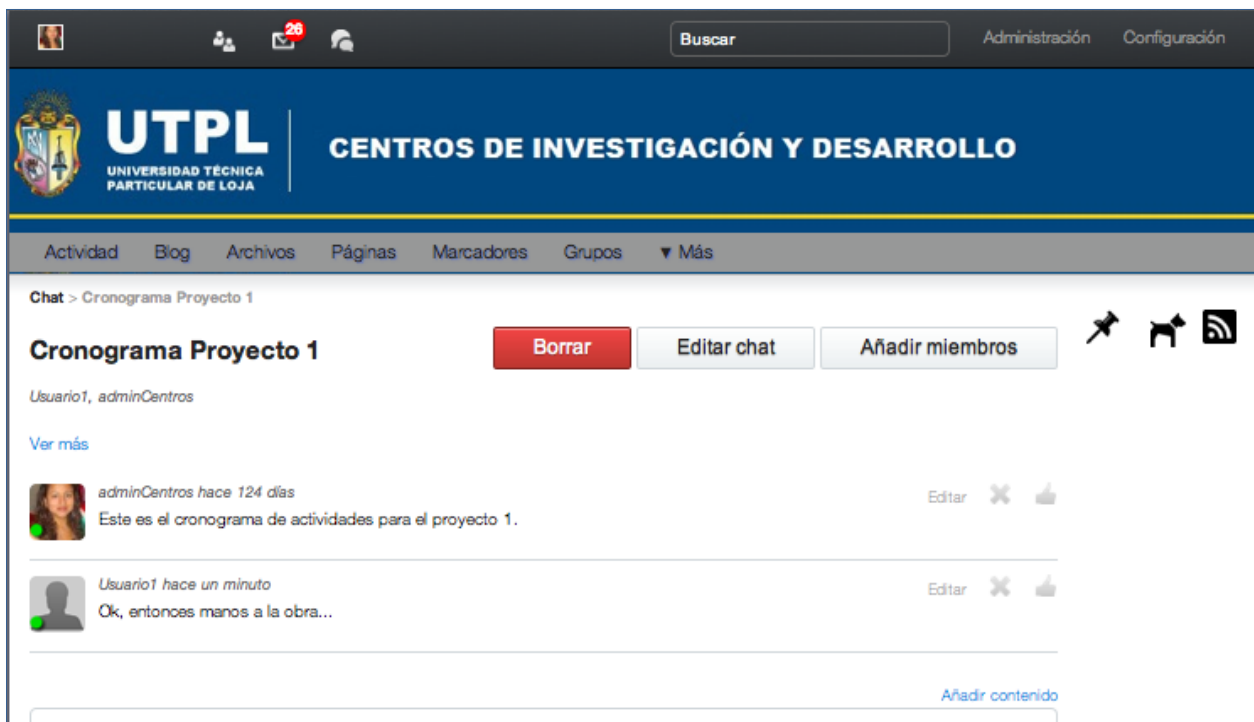 26
Buscar
Administración
Configuración
UTPL
UNIVERSIDAD TÉCNICA
PARTICULAR DE LOJA
CENTROS DE INVESTIGACIÓN Y DESARROLLO
Actividad Blog Archivos Páginas Marcadores Grupos ▼ Más
Chat > Cronograma Proyecto 1
Cronograma Proyecto 1
Borrar
Editar chat
Añadir miembros
Usuario1, adminCentros
Ver más
adminCentros hace 124 días
Editar
Este es el cronograma de actividades para el proyecto 1.
Usuario1 hace un minuto
Editar
Ok, entonces manos a la obra...
Añadir contenido